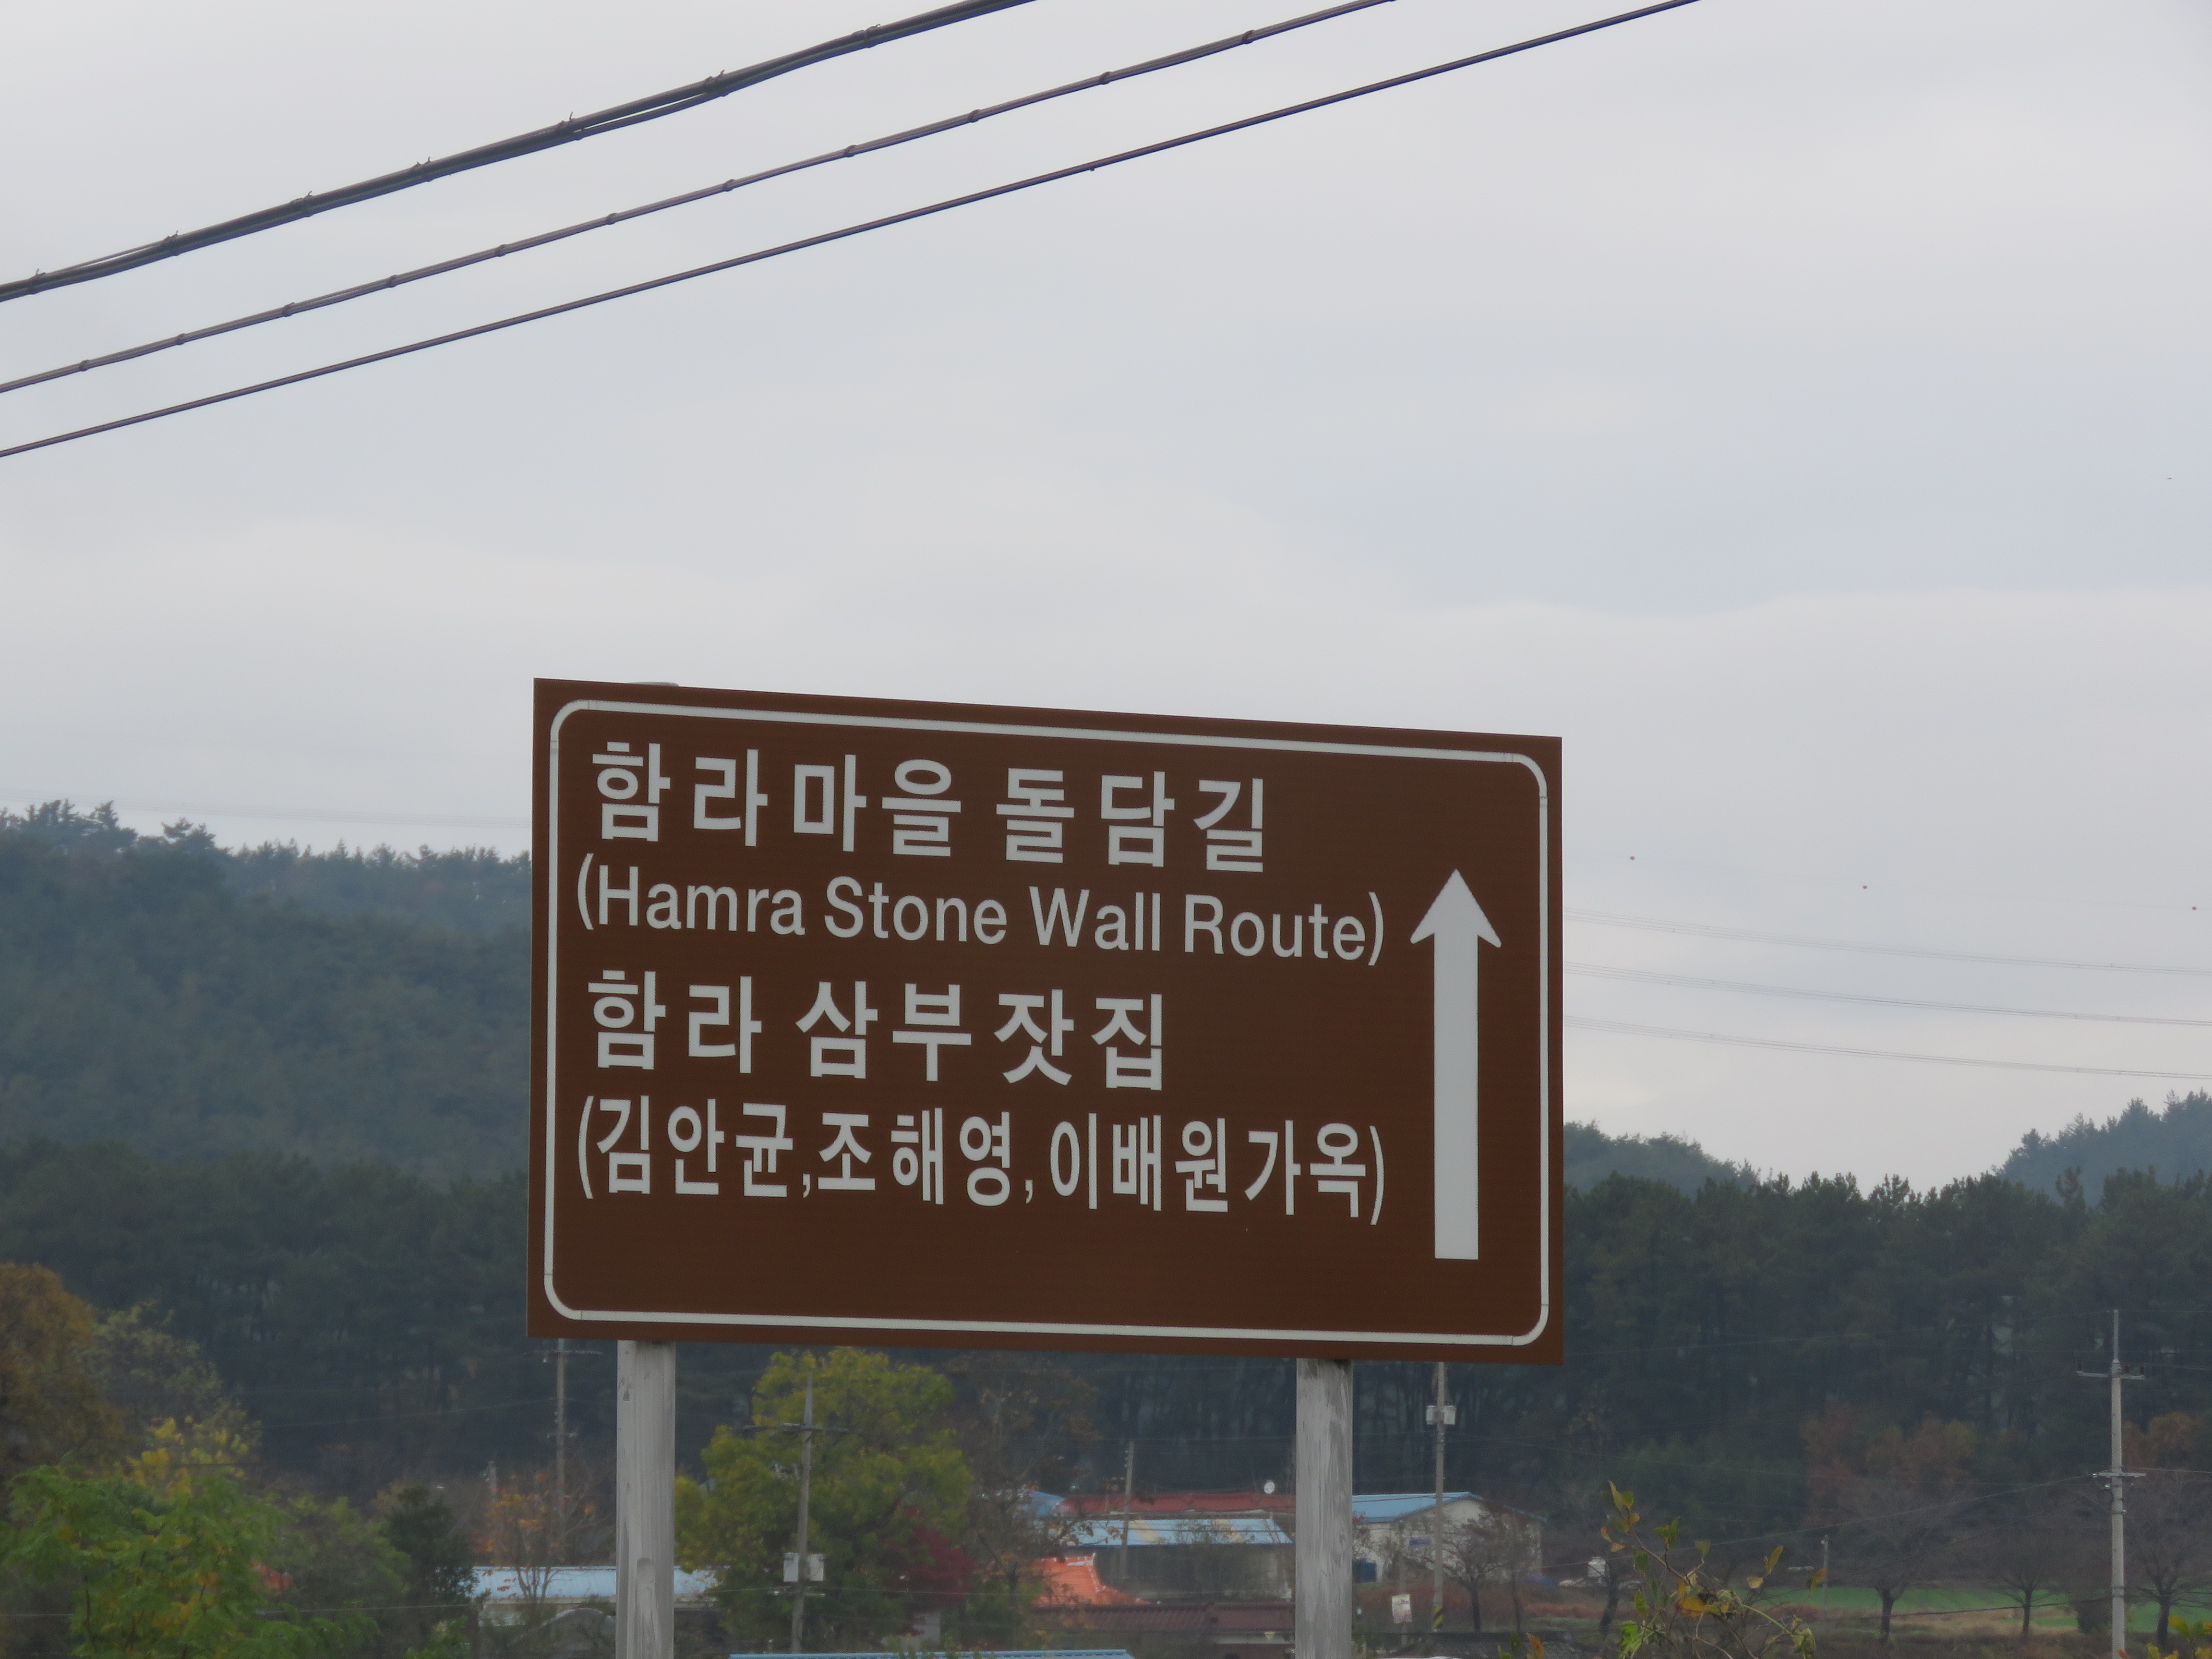 함라마을 돌담길
(Hamra Stone Wall Route)
함라 삼부잣집
(김안균,조해영, 이배원가옥)